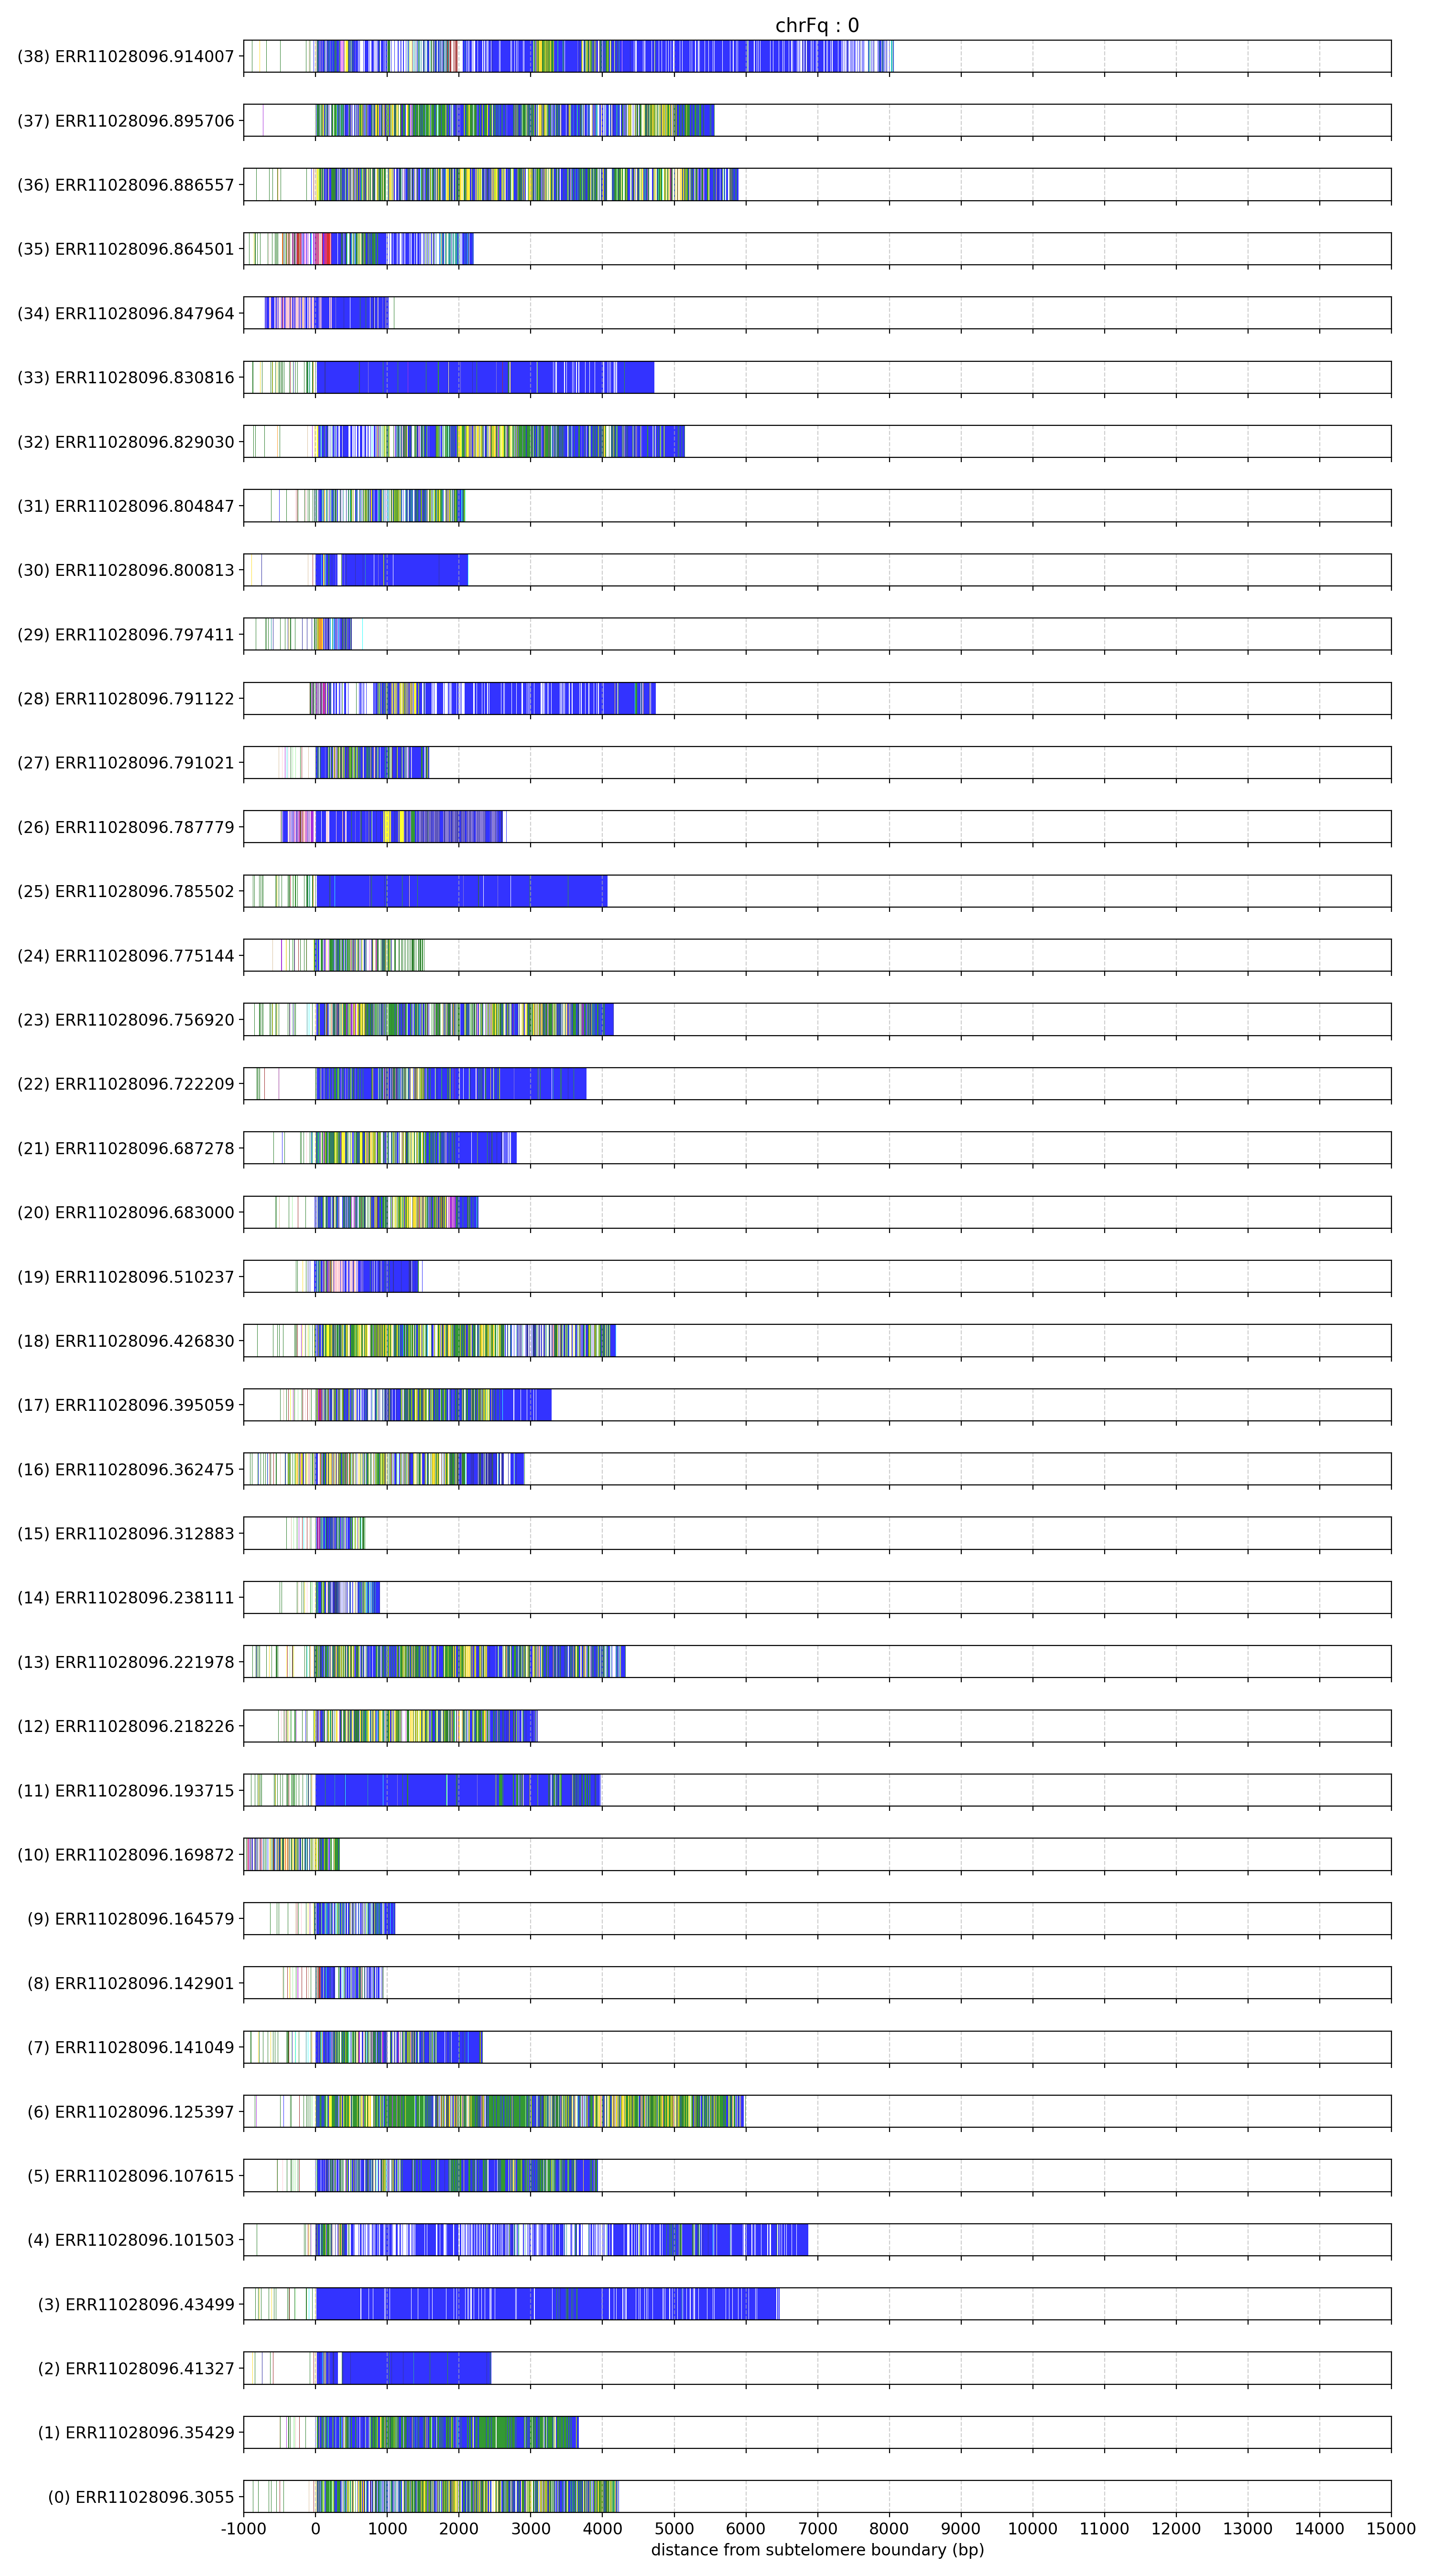 chrFq : 0
(38) ERR11028096.914007
(37) ERR11028096.895706
(36) ERR11028096.886557
(35) ERR11028096.864501
(34) ERR11028096.847964
(33) ERR11028096.830816
(32) ERR11028096.829030
(31) ERR11028096.804847
(30) ERR11028096.800813
(29) ERR11028096.797411
(28) ERR11028096.791122
(27) ERR11028096.791021
(26) ERR11028096.787779
(25) ERR11028096.785502
(24) ERR11028096.775144
(23) ERR11028096.756920
(22) ERR11028096.722209
(21) ERR11028096.687278
(20) ERR11028096.683000
(19) ERR11028096.510237
(18) ERR11028096.426830
(17) ERR11028096.395059
(16) ERR11028096.362475
(15) ERR11028096.312883
(14) ERR11028096.238111
(13) ERR11028096.221978
(12) ERR11028096.218226
(11) ERR11028096.193715
(10) ERR11028096.169872
(9) ERR11028096.164579
(8) ERR11028096.142901
(7) ERR11028096.141049
(6) ERR11028096.125397
(5) ERR11028096.107615
(4) ERR11028096.101503
(3) ERR11028096.43499
(2) ERR11028096.41327
(1) ERR11028096.35429
(0) ERR11028096.3055
-1000 0 1000 2000 3000 4000 5000 6000 7000 8000 9000 10000 11000 12000 13000 14000 15000
distance from subtelomere boundary (bp)